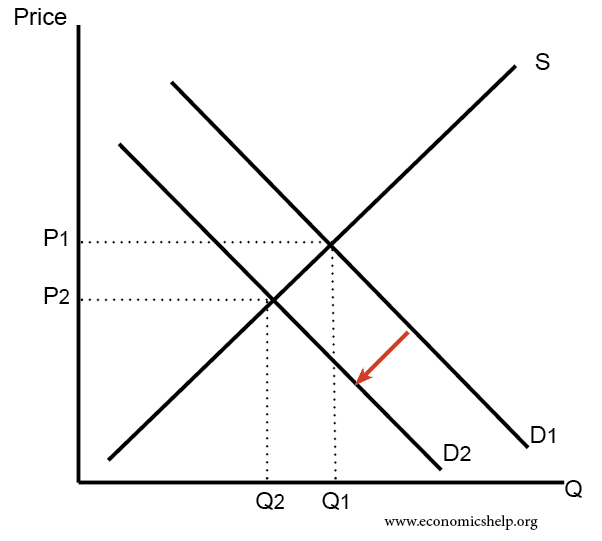 Price
S
P1
P2
D1
D2
Q2
Q1
Q
www.economicshelp.org